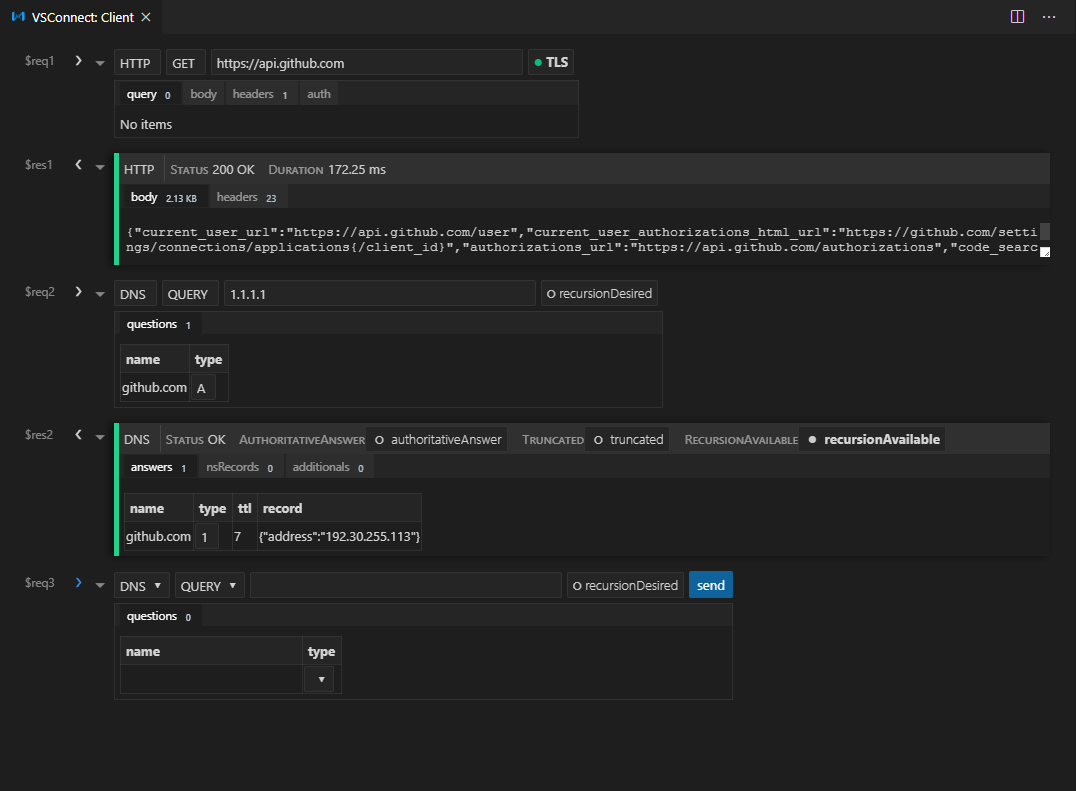 VSConnect: Client
$req1 HTTP GET https://api.github.com TLS
query 0 body headers 1 auth
No items
$res1 HTTP STATUS 200 OK DURATION 172.25 ms
body 2.13 KB headers 23
{"current_user_url":"https://api.github.com/user","current_user_authorizations_html_url":"https://github.com/setti
ngs/connections/applications{/client_id}","authorizations_url":"https://api.github.com/authorizations","code_searc
$req2 DNS QUERY 1.1.1.1 recursionDesired
questions 1
name type
github.com A
$res2 DNS STATUS OK AUTHORITATIVEANSWER authoritativeAnswer TRUNCATED truncated RECURSIONAVAILABLE recursionAvailable
answers 1 nsRecords 0 additionals 0
name type ttl record
github.com 1 7 {"address":"192.30.255.113"}
$req3 DNS QUERY recursionDesired send
questions 0
name type